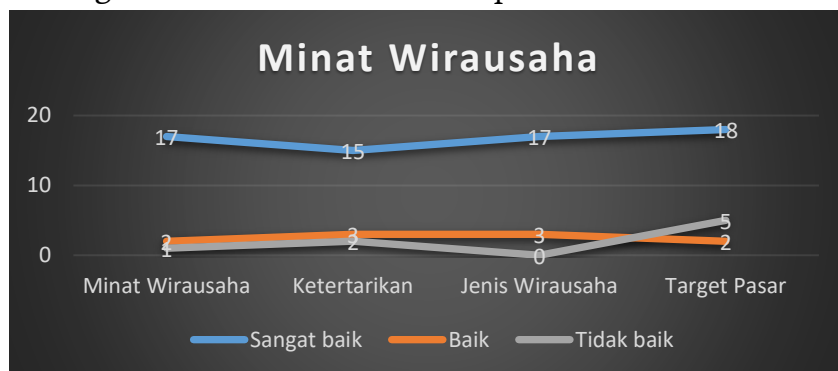 Minat Wirausaha
20
17 15 17 18
10
2 3 3 5
0 1 2 0 2
Minat Wirausaha Ketertarikan Jenis Wirausaha Target Pasar
Sangat baik Baik Tidak baik